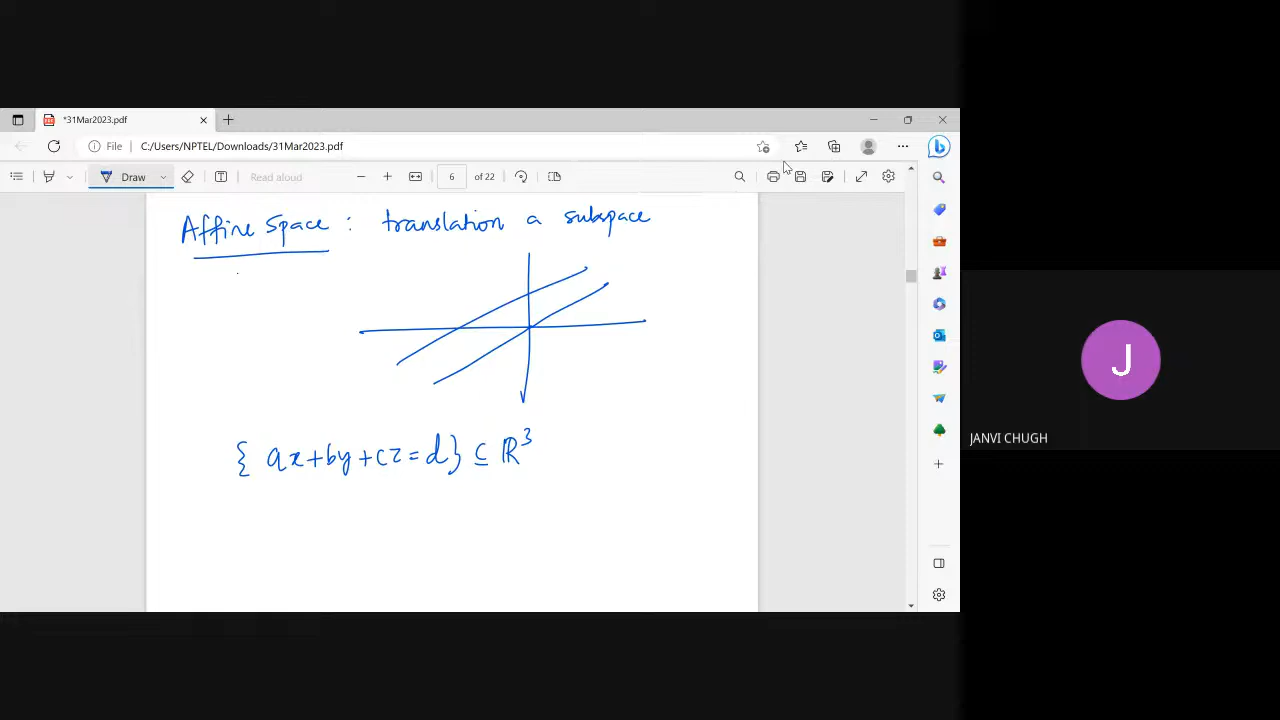 *31Mar2023.pdf
File C:/Users/NPTEL/Downloads/31Mar2023.pdf
Draw Read aloud 6 of 22
Affine Space : translation a subspace
{ ax+by+cz=d} ⊆ ℝ³
J
JANVI CHUGH